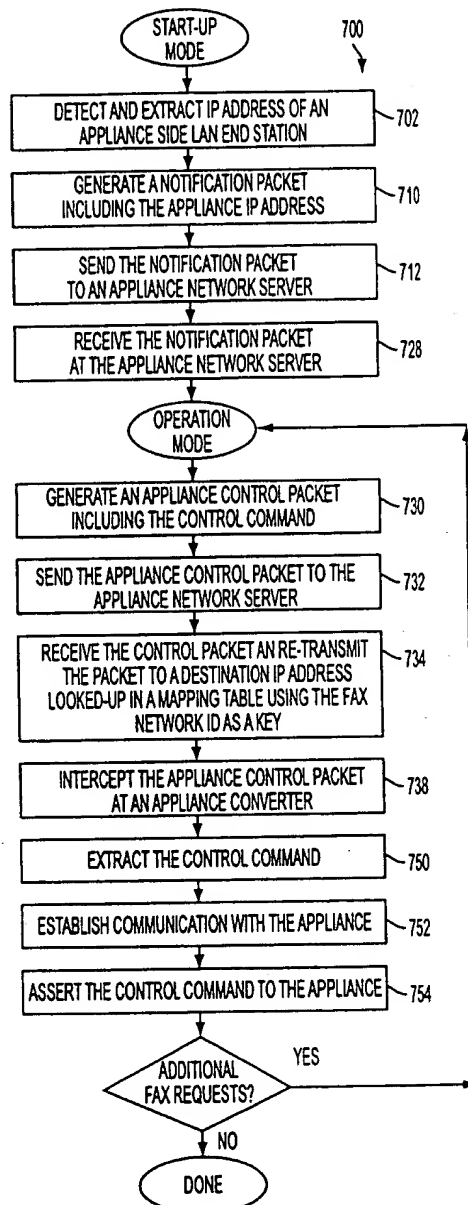 START-UP
MODE
700
DETECT AND EXTRACT IP ADDRESS OF AN
APPLIANCE SIDE LAN END STATION
702
GENERATE A NOTIFICATION PACKET
INCLUDING THE APPLIANCE IP ADDRESS
710
SEND THE NOTIFICATION PACKET
TO AN APPLIANCE NETWORK SERVER
712
RECEIVE THE NOTIFICATION PACKET
AT THE APPLIANCE NETWORK SERVER
728
OPERATION
MODE
GENERATE AN APPLIANCE CONTROL PACKET
INCLUDING THE CONTROL COMMAND
730
SEND THE APPLIANCE CONTROL PACKET TO THE
APPLIANCE NETWORK SERVER
732
RECEIVE THE CONTROL PACKET AN RE-TRANSMIT
THE PACKET TO A DESTINATION IP ADDRESS
LOOKED-UP IN A MAPPING TABLE USING THE FAX
NETWORK ID AS A KEY
734
INTERCEPT THE APPLIANCE CONTROL PACKET
AT AN APPLIANCE CONVERTER
738
EXTRACT THE CONTROL COMMAND
750
ESTABLISH COMMUNICATION WITH THE APPLIANCE
752
ASSERT THE CONTROL COMMAND TO THE APPLIANCE
754
ADDITIONAL
FAX REQUESTS?
YES
NO
DONE